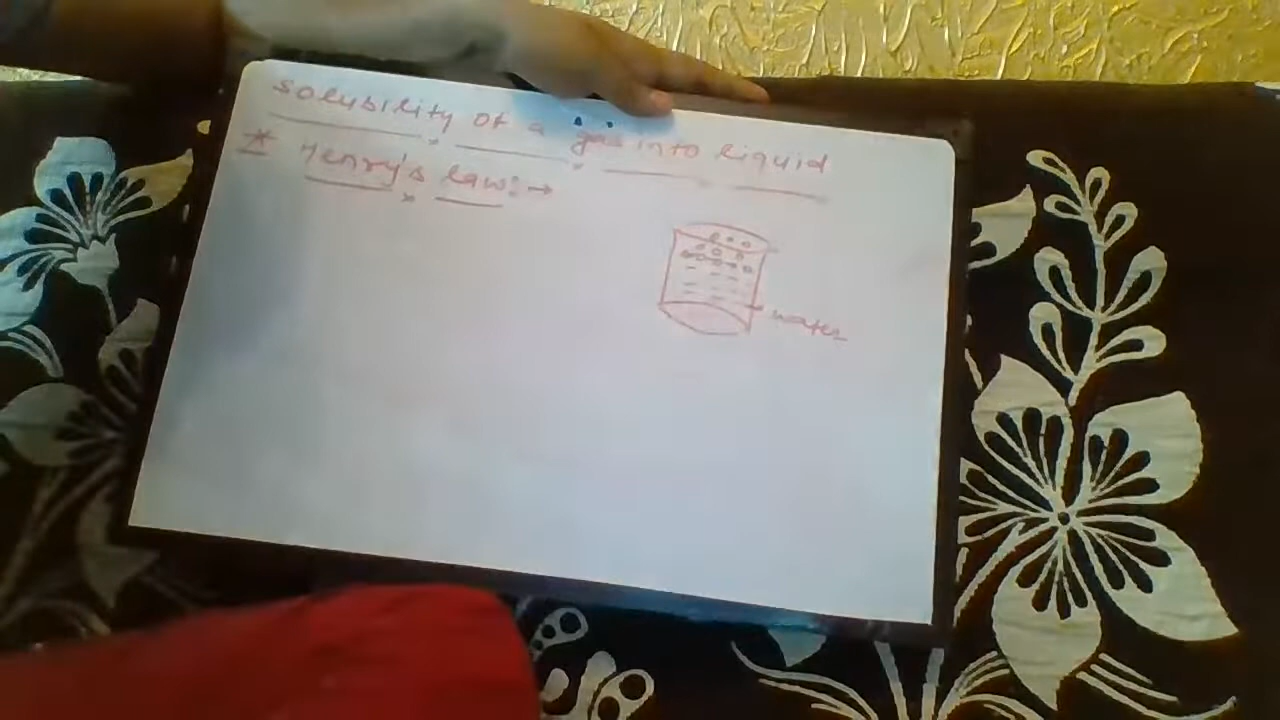 Solubility of a gas into liquid
* Henry's law:→
water